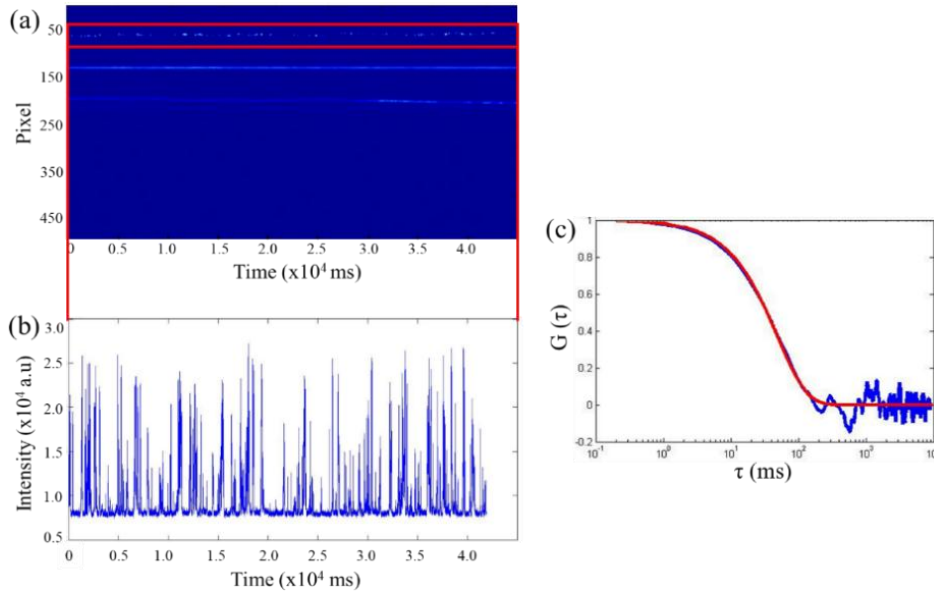 (a)
50
150
250
350
450
Pixel
0 0.5 1.0 1.5 2.0 2.5 3.0 3.5 4.0
Time (x10⁴ ms)
(b)
3.0
2.5
2.0
1.5
1.0
0.5
Intensity (x10⁴ a.u)
0 0.5 1.0 1.5 2.0 2.5 3.0 3.5 4.0
Time (x10⁴ ms)
(c)
1
0.8
0.6
0.4
0.2
0
-0.2
G (τ)
10⁻¹ 10⁰ 10¹ 10² 10³ 10⁴
τ (ms)